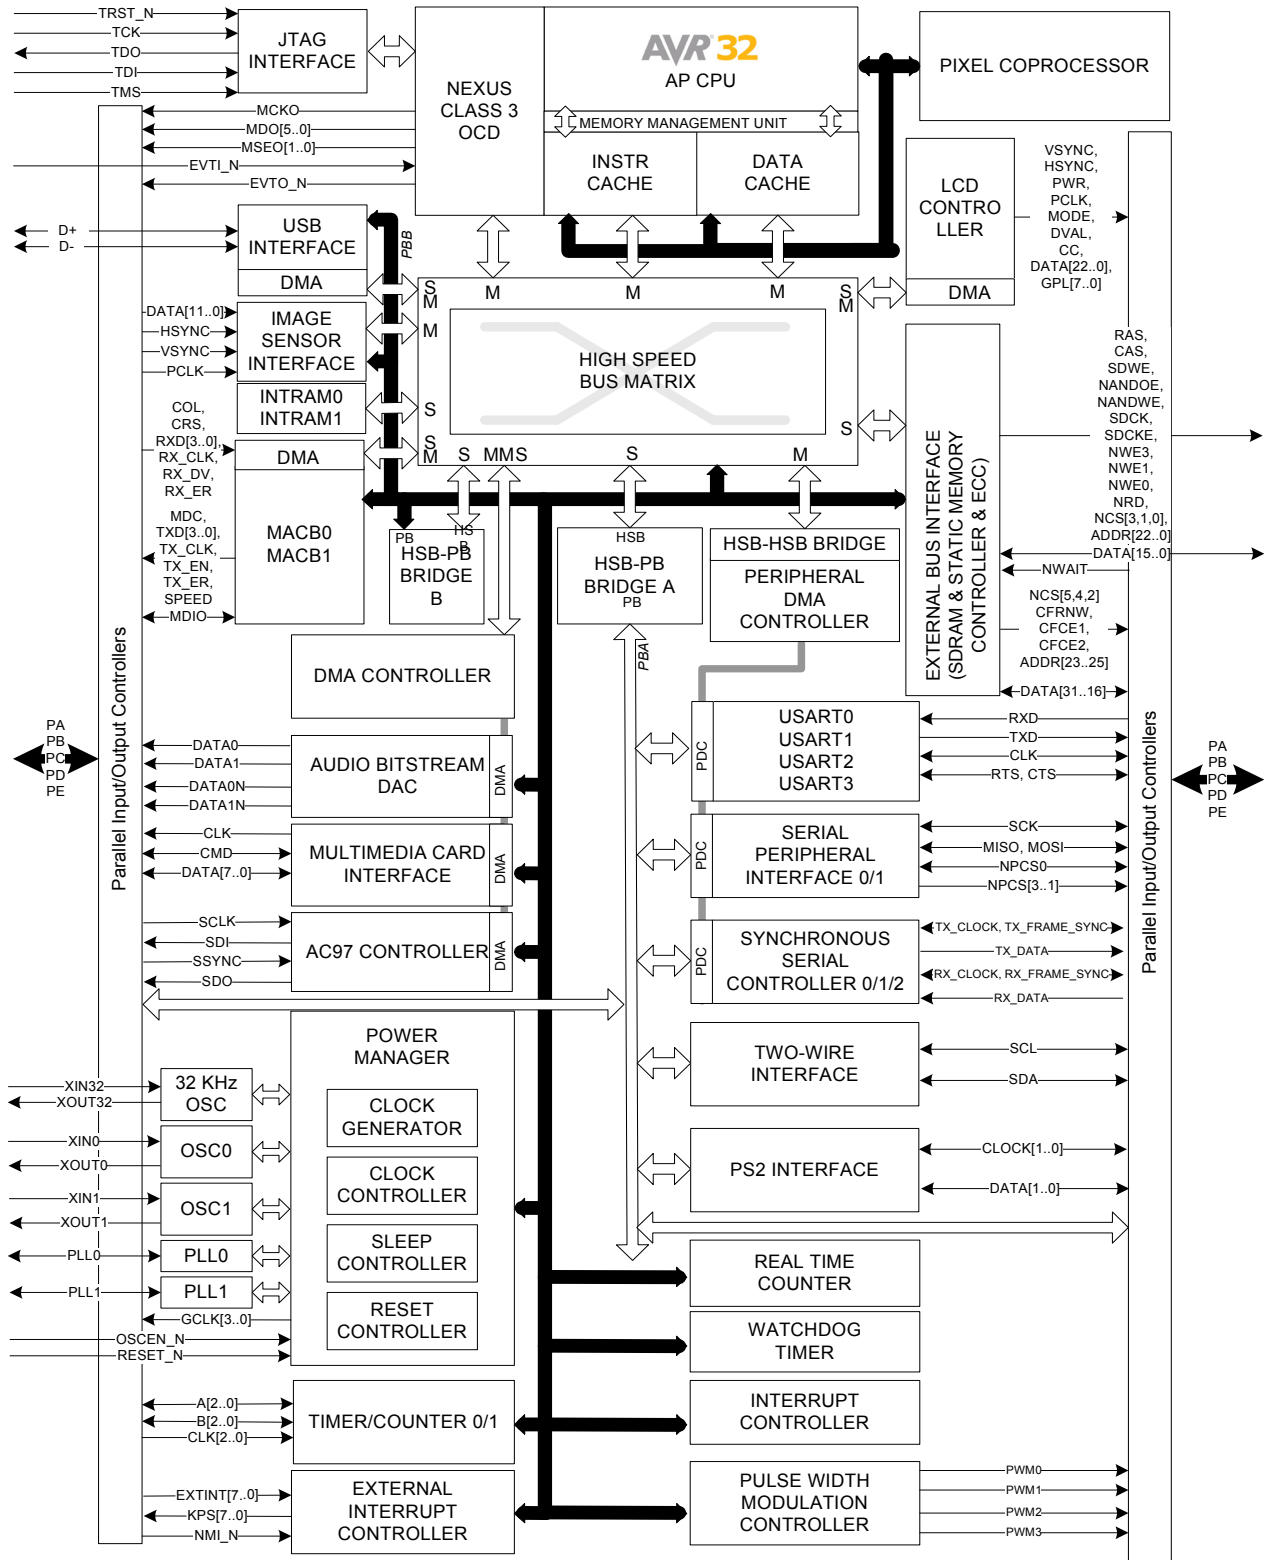 TRST_N
TCK
TDO
TDI
TMS
JTAG
INTERFACE
NEXUS
CLASS 3
OCD
AVR®32
AP CPU
MEMORY MANAGEMENT UNIT
INSTR
CACHE
DATA
CACHE
PIXEL COPROCESSOR
MCKO
MDO[5..0]
MSEO[1..0]
EVTI_N
EVTO_N
D+
D-
USB
INTERFACE
DMA
PBB
LCD
CONTRO
LLER
DMA
VSYNC,
HSYNC,
PWR,
PCLK,
MODE,
DVAL,
CC,
DATA[22..0],
GPL[7..0]
S
M
M
M
M
S
M
DATA[11..0]
HSYNC
VSYNC
PCLK
IMAGE
SENSOR
INTERFACE
M
HIGH SPEED
BUS MATRIX
INTRAM0
INTRAM1
S
S
S
M
S
MMS
S
M
COL,
CRS,
RXD[3..0],
RX_CLK,
RX_DV,
RX_ER
MDC,
TXD[3..0],
TX_CLK,
TX_EN,
TX_ER,
SPEED
MDIO
DMA
MACB0
MACB1
PB
HS
B
HSB-PB
BRIDGE
B
HSB
HSB-PB
BRIDGE A
PB
HSB-HSB BRIDGE
PERIPHERAL
DMA
CONTROLLER
EXTERNAL BUS INTERFACE
(SDRAM & STATIC MEMORY
CONTROLLER & ECC)
RAS,
CAS,
SDWE,
NANDOE,
NANDWE,
SDCK,
SDCKE,
NWE3,
NWE1,
NWE0,
NRD,
NCS[3,1,0],
ADDR[22..0]
DATA[15..0]
NWAIT
NCS[5,4,2]
CFRNW,
CFCE1,
CFCE2,
ADDR[23..25]
DATA[31..16]
PBA
DMA CONTROLLER
Parallel Input/Output Controllers
PA
PB
PC
PD
PE
DATA0
DATA1
DATA0N
DATA1N
AUDIO BITSTREAM
DAC
DMA
CLK
CMD
DATA[7..0]
MULTIMEDIA CARD
INTERFACE
DMA
SCLK
SDI
SSYNC
SDO
AC97 CONTROLLER
DMA
PDC
USART0
USART1
USART2
USART3
RXD
TXD
CLK
RTS, CTS
PDC
SERIAL
PERIPHERAL
INTERFACE 0/1
SCK
MISO, MOSI
NPCS0
NPCS[3..1]
PDC
SYNCHRONOUS
SERIAL
CONTROLLER 0/1/2
TX_CLOCK, TX_FRAME_SYNC
TX_DATA
RX_CLOCK, RX_FRAME_SYNC
RX_DATA
Parallel Input/Output Controllers
PA
PB
PC
PD
PE
POWER
MANAGER
CLOCK
GENERATOR
CLOCK
CONTROLLER
SLEEP
CONTROLLER
RESET
CONTROLLER
XIN32
XOUT32
32 KHz
OSC
XIN0
XOUT0
OSC0
XIN1
XOUT1
OSC1
PLL0
PLL0
PLL1
PLL1
GCLK[3..0]
OSCEN_N
RESET_N
TWO-WIRE
INTERFACE
SCL
SDA
PS2 INTERFACE
CLOCK[1..0]
DATA[1..0]
REAL TIME
COUNTER
WATCHDOG
TIMER
A[2..0]
B[2..0]
CLK[2..0]
TIMER/COUNTER 0/1
INTERRUPT
CONTROLLER
EXTINT[7..0]
KPS[7..0]
NMI_N
EXTERNAL
INTERRUPT
CONTROLLER
PULSE WIDTH
MODULATION
CONTROLLER
PWM0
PWM1
PWM2
PWM3